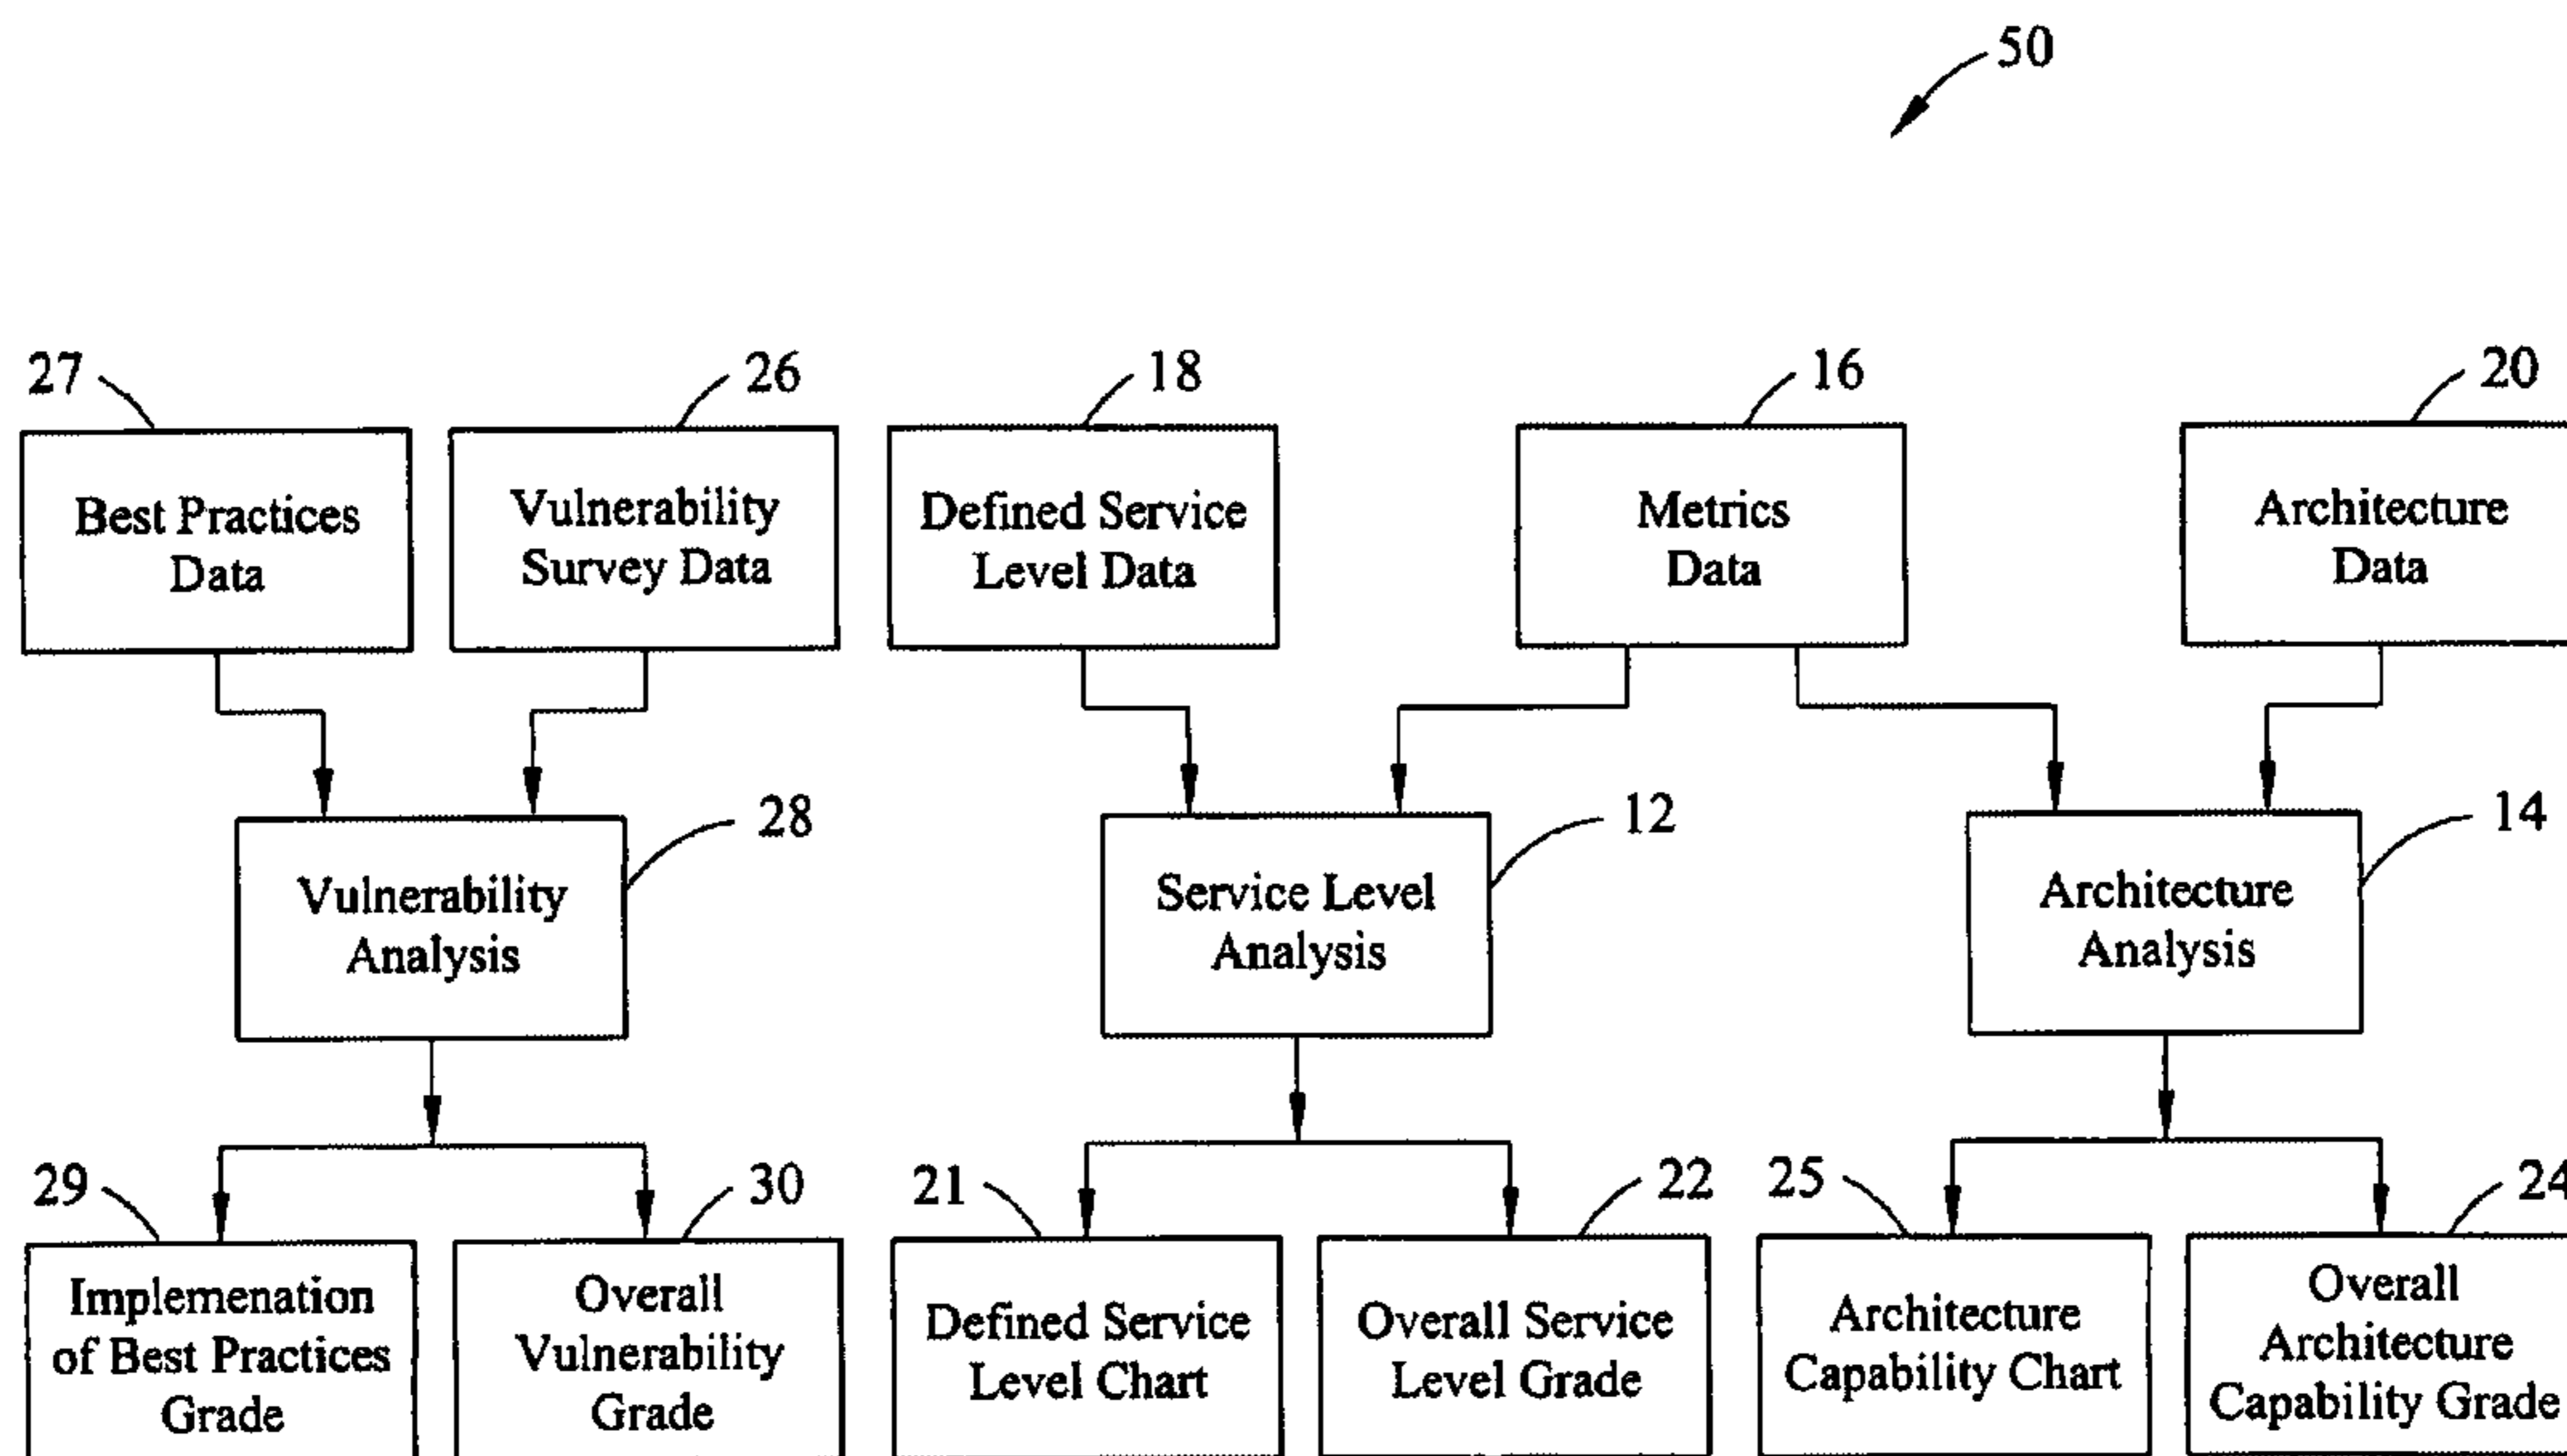 50
27
26
18
16
20
Best Practices
Data
Vulnerability
Survey Data
Defined Service
Level Data
Metrics
Data
Architecture
Data
28
12
14
Vulnerability
Analysis
Service Level
Analysis
Architecture
Analysis
29
30
21
22
25
24
Implemenation
of Best Practices
Grade
Overall
Vulnerability
Grade
Defined Service
Level Chart
Overall Service
Level Grade
Architecture
Capability Chart
Overall
Architecture
Capability Grade